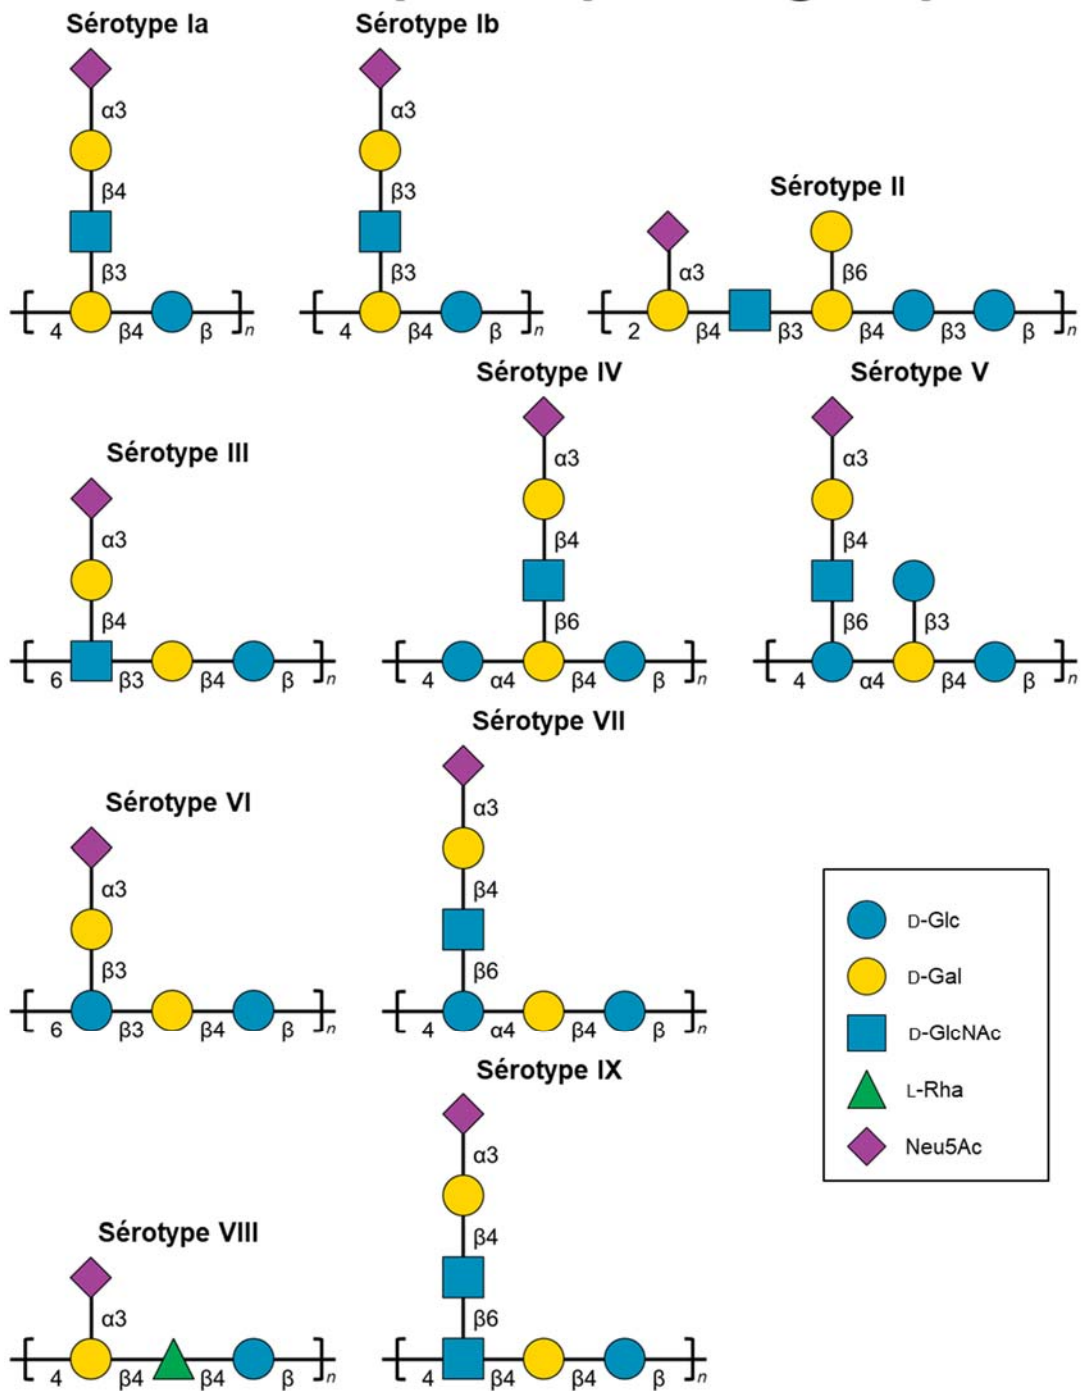 Sérotype Ia
Sérotype Ib
α3
α3
β4
β3
Sérotype II
β3
β3
α3
β6
[ 4 β4 β ]n
[ 4 β4 β ]n
[ 2 β4 β3 β4 β3 β ]n
Sérotype IV
Sérotype V
Sérotype III
α3
α3
α3
β4
β4
β4
β6
β6
β3
[ 6 β3 β4 β ]n
[ 4 α4 β4 β ]n
[ 4 α4 β4 β ]n
Sérotype VII
Sérotype VI
α3
α3
β4
β3
β6
[ 6 β3 β4 β ]n
[ 4 α4 β4 β ]n
D-Glc
D-Gal
D-GlcNAc
L-Rha
Neu5Ac
Sérotype IX
α3
Sérotype VIII
β4
α3
β6
[ 4 β4 β4 β ]n
[ 4 β4 β4 β ]n